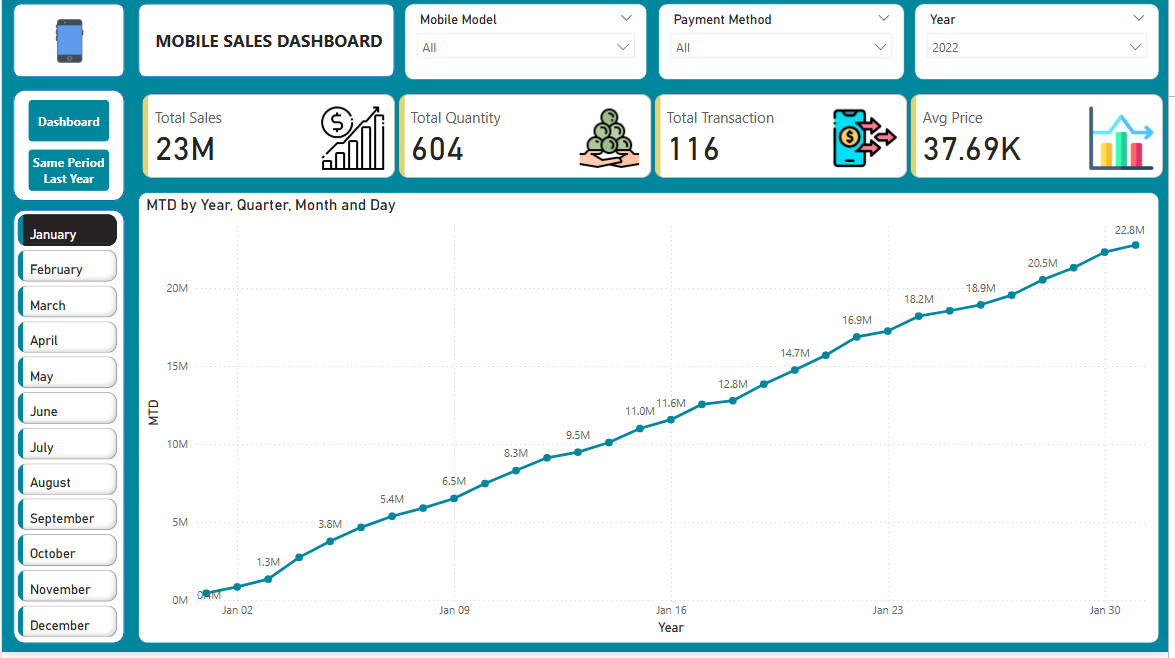 MOBILE SALES DASHBOARD
Mobile Model
All
Payment Method
All
Year
2022
Dashboard
Same Period
Last Year
Total Sales
23M
Total Quantity
604
Total Transaction
116
Avg Price
37.69K
January
February
March
April
May
June
July
August
September
October
November
December
MTD by Year, Quarter, Month and Day
22.8M
20.5M
18.9M
18.2M
16.9M
14.7M
12.8M
11.6M
11.0M
9.5M
8.3M
6.5M
5.4M
3.8M
1.3M
20M
15M
10M
5M
0M
MTD
Jan 02
Jan 09
Jan 16
Jan 23
Jan 30
Year